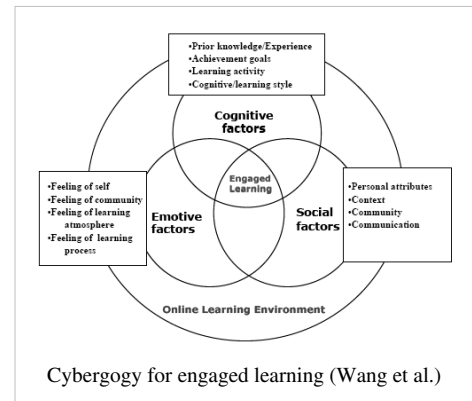 •Prior knowledge/Experience
•Achievement goals
•Learning activity
•Cognitive/learning style
Cognitive
factors
Engaged
Learning
•Feeling of self
•Feeling of community
•Feeling of learning
atmosphere
•Feeling of learning
process
Emotive
factors
Social
factors
•Personal attributes
•Context
•Community
•Communication
Online Learning Environment
Cybergogy for engaged learning (Wang et al.)